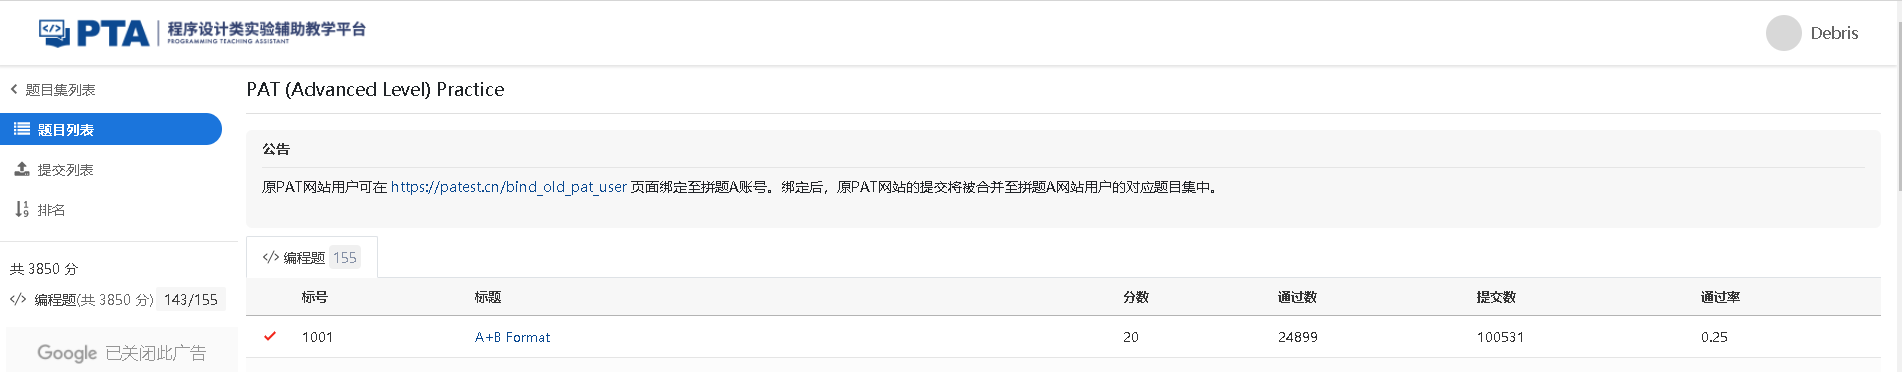 PTA 程序设计类实验辅助教学平台
PROGRAMMING TEACHING ASSISTANT
Debris
题目集列表
题目列表
提交列表
排名
共 3850 分
编程题(共 3850 分) 143/155
Google 已关闭此广告
PAT (Advanced Level) Practice
公告
原PAT网站用户可在 https://patest.cn/bind_old_pat_user 页面绑定至拼题A账号。绑定后，原PAT网站的提交将被合并至拼题A网站用户的对应题目集中。
编程题 155
标号 标题 分数 通过数 提交数 通过率
1001 A+B Format 20 24899 100531 0.25